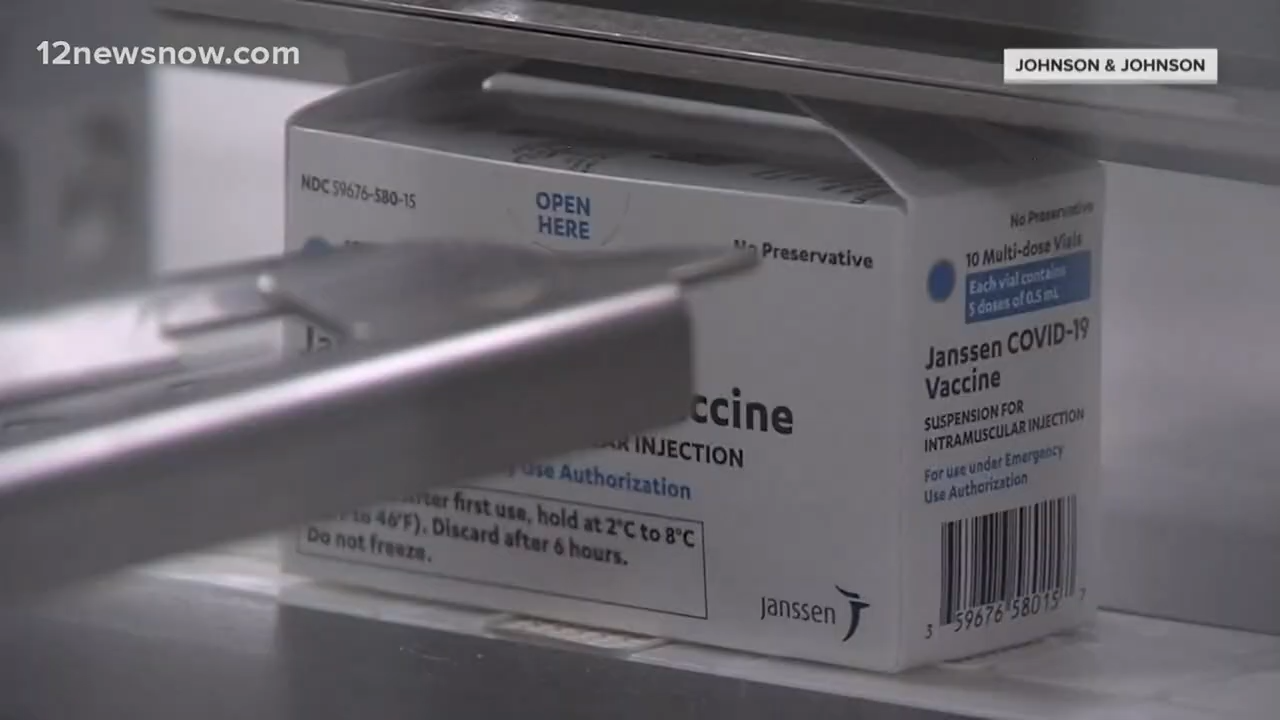 12newsnow.com
JOHNSON & JOHNSON
NDC 59676-580-15
OPEN
HERE
No Preservative
ccine
AR INJECTION
Use Authorization
after first use, hold at 2°C to 8°C
to 46°F). Discard after 6 hours.
Do not freeze.
Janssen
No Preservative
10 Multi-dose Vials
Each vial contains
5 doses of 0.5 mL
Janssen COVID-19
Vaccine
SUSPENSION FOR
INTRAMUSCULAR INJECTION
For use under Emergency
Use Authorization
3 59676 58015 7